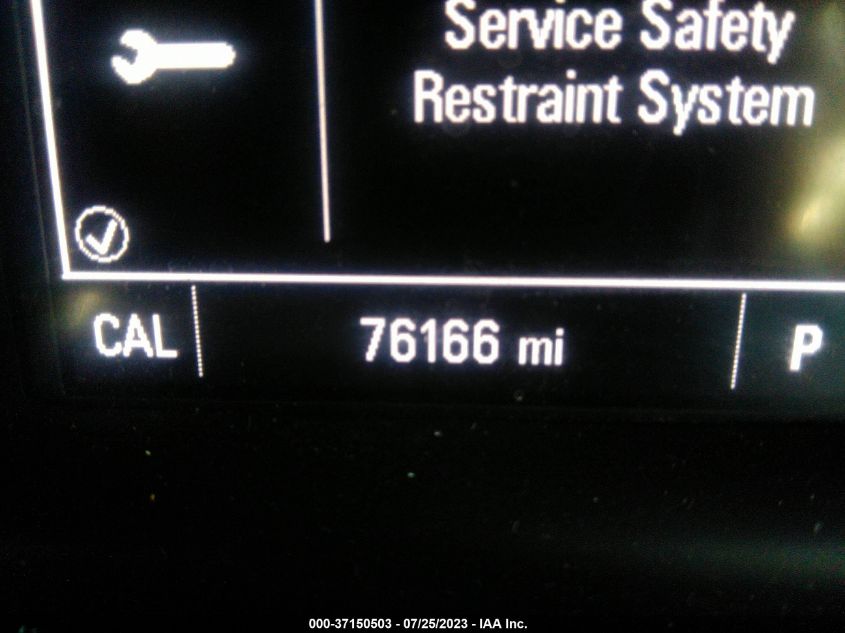 Service Safety
Restraint System
CAL 76166 mi P
000-37150503 - 07/25/2023 - IAA Inc.